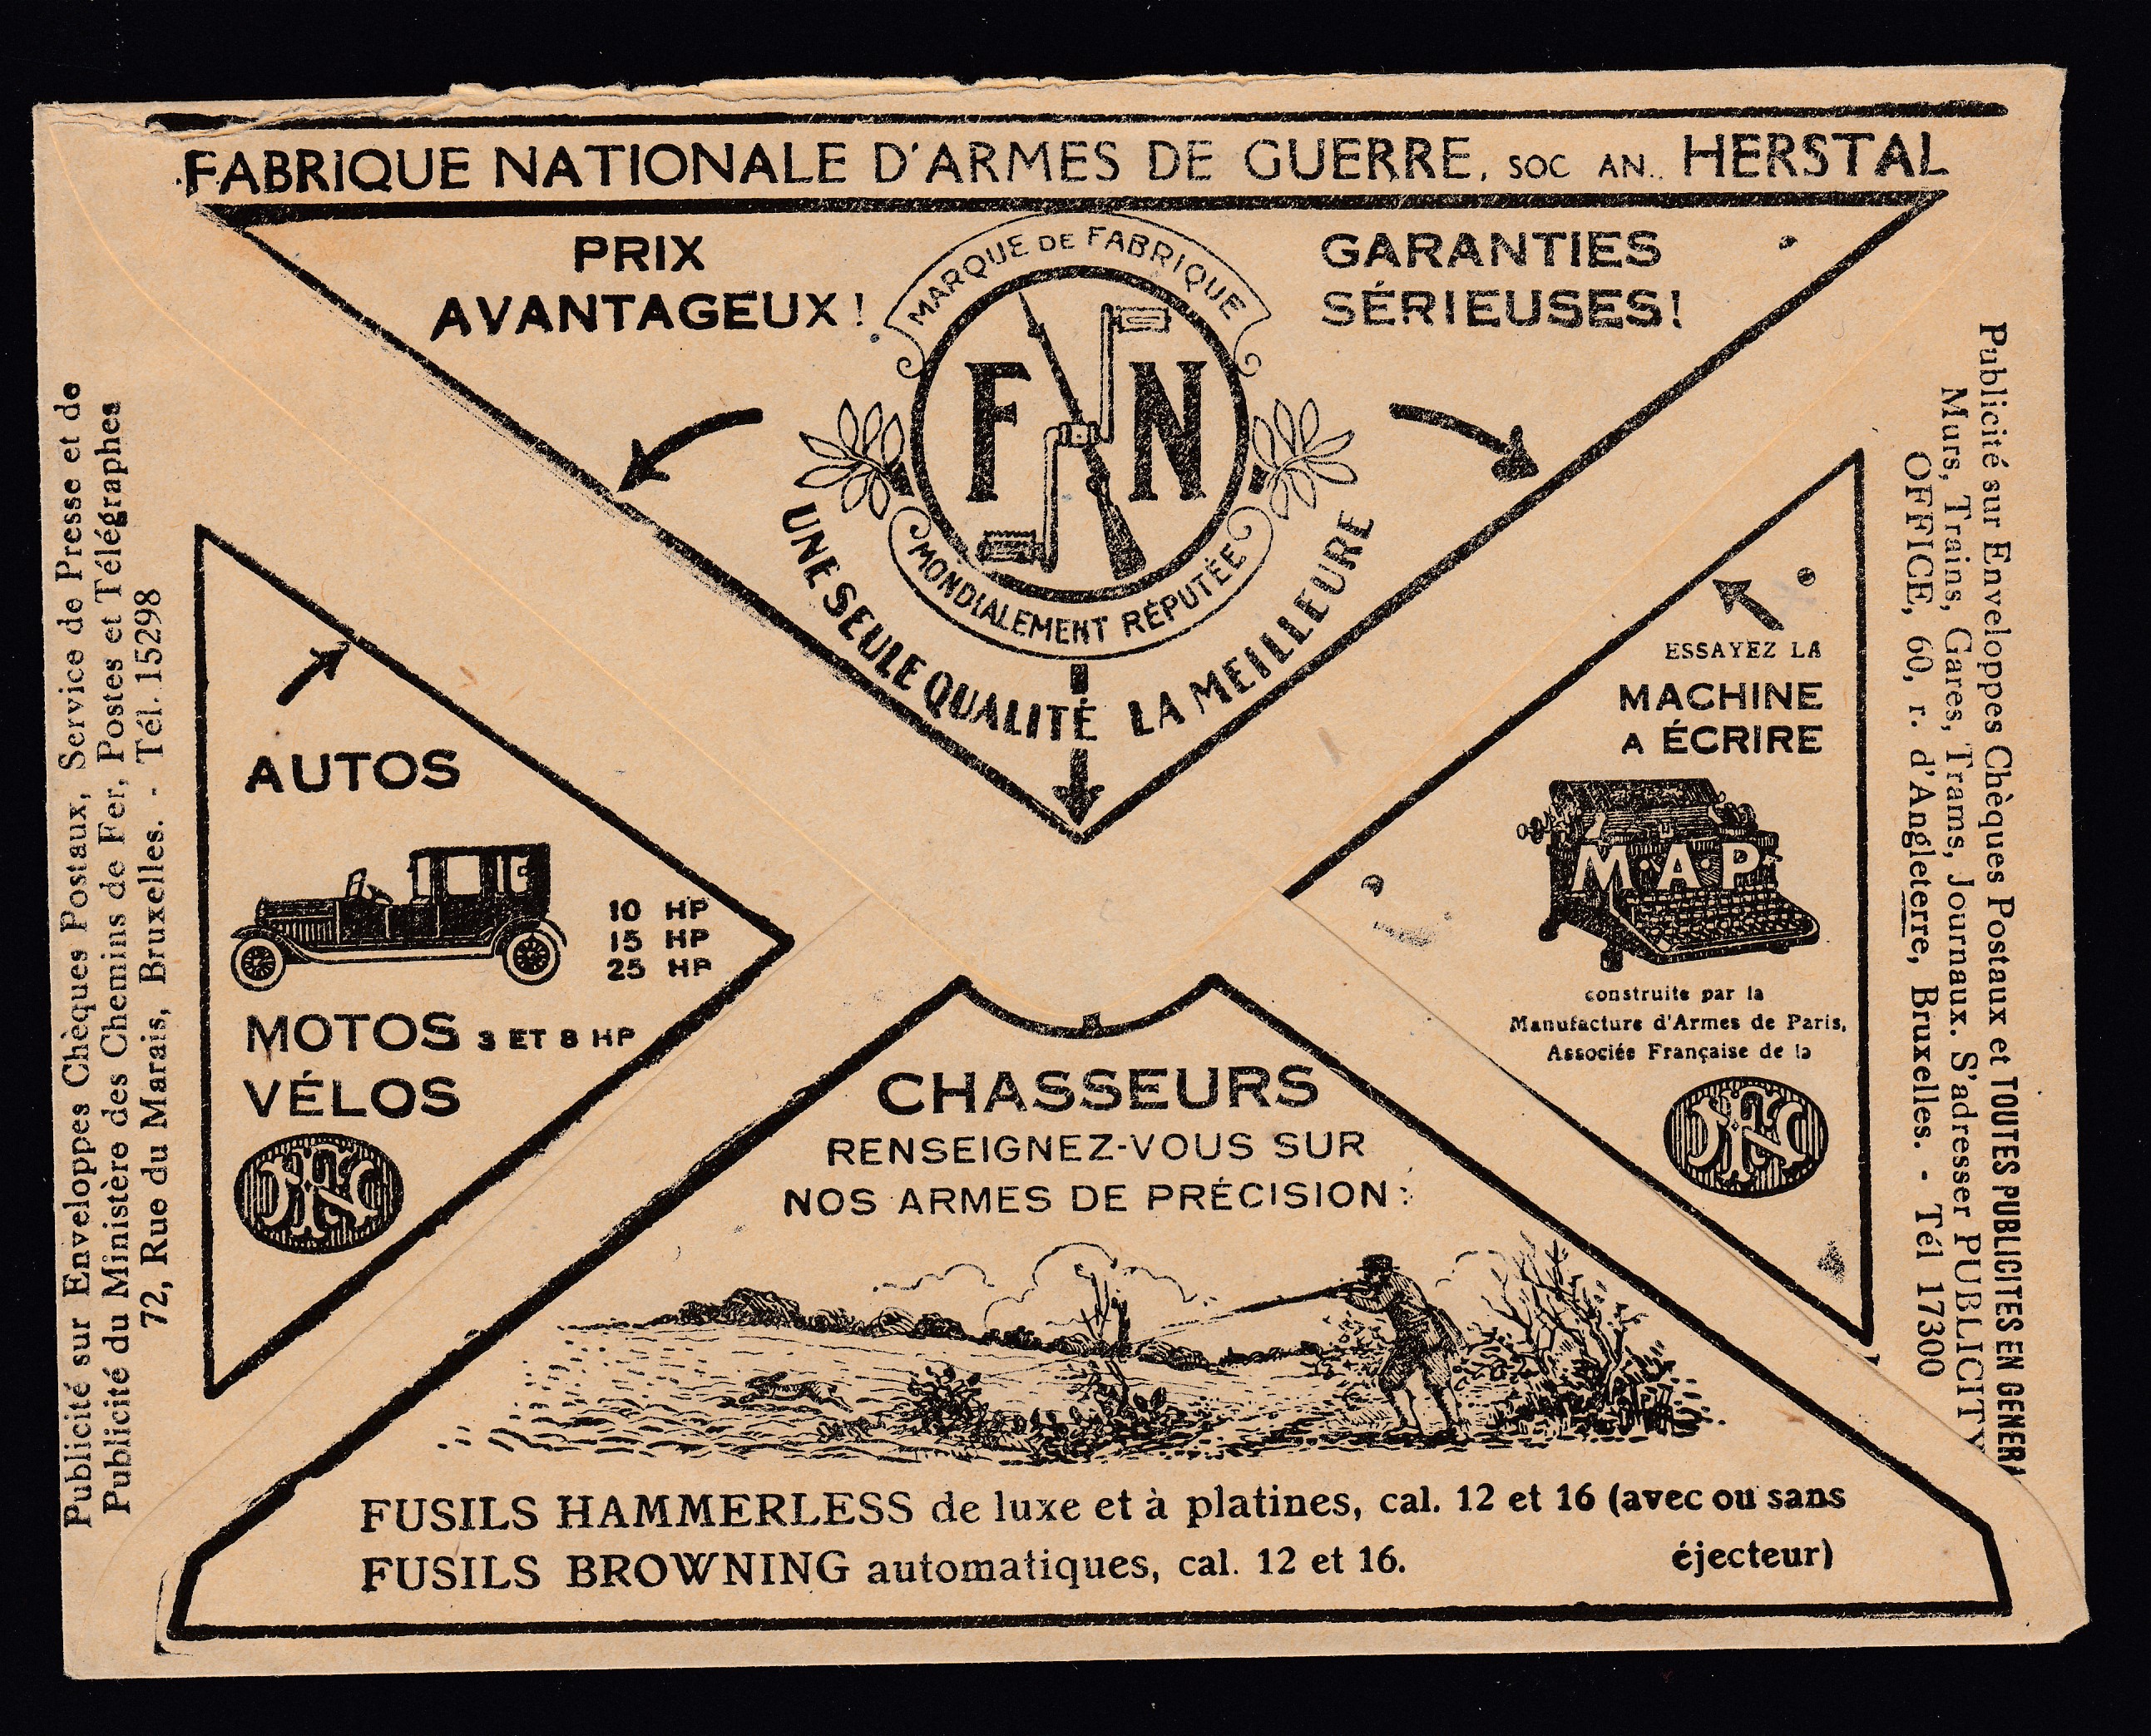 FABRIQUE NATIONALE D'ARMES DE GUERRE, SOC AN. HERSTAL
PRIX
AVANTAGEUX !
GARANTIES
SÉRIEUSES !
MARQUE DE FABRIQUE
F N
MONDIALEMENT RÉPUTÉE
UNE SEULE QUALITÉ LA MEILLEURE
AUTOS
10 HP
15 HP
25 HP
MOTOS 3 ET 8 HP
VÉLOS
FN
ESSAYEZ LA
MACHINE
A ÉCRIRE
M·A·P
construite par la
Manufacture d'Armes de Paris,
Associée Française de la
FN
CHASSEURS
RENSEIGNEZ-VOUS SUR
NOS ARMES DE PRÉCISION :
FUSILS HAMMERLESS de luxe et à platines, cal. 12 et 16 (avec ou sans
éjecteur)
FUSILS BROWNING automatiques, cal. 12 et 16.
Publicité sur Enveloppes Chèques Postaux, Service de Presse et de
Publicité du Ministère des Chemins de Fer, Postes et Télégraphes
72, Rue du Marais, Bruxelles. - Tél. 15298
Publicité sur Enveloppes Chèques Postaux et TOUTES PUBLICITES EN GENERA
Murs, Trains, Gares, Trams, Journaux. S'adresser PUBLICITY
OFFICE, 60, r. d'Angleterre, Bruxelles. - Tél 17300